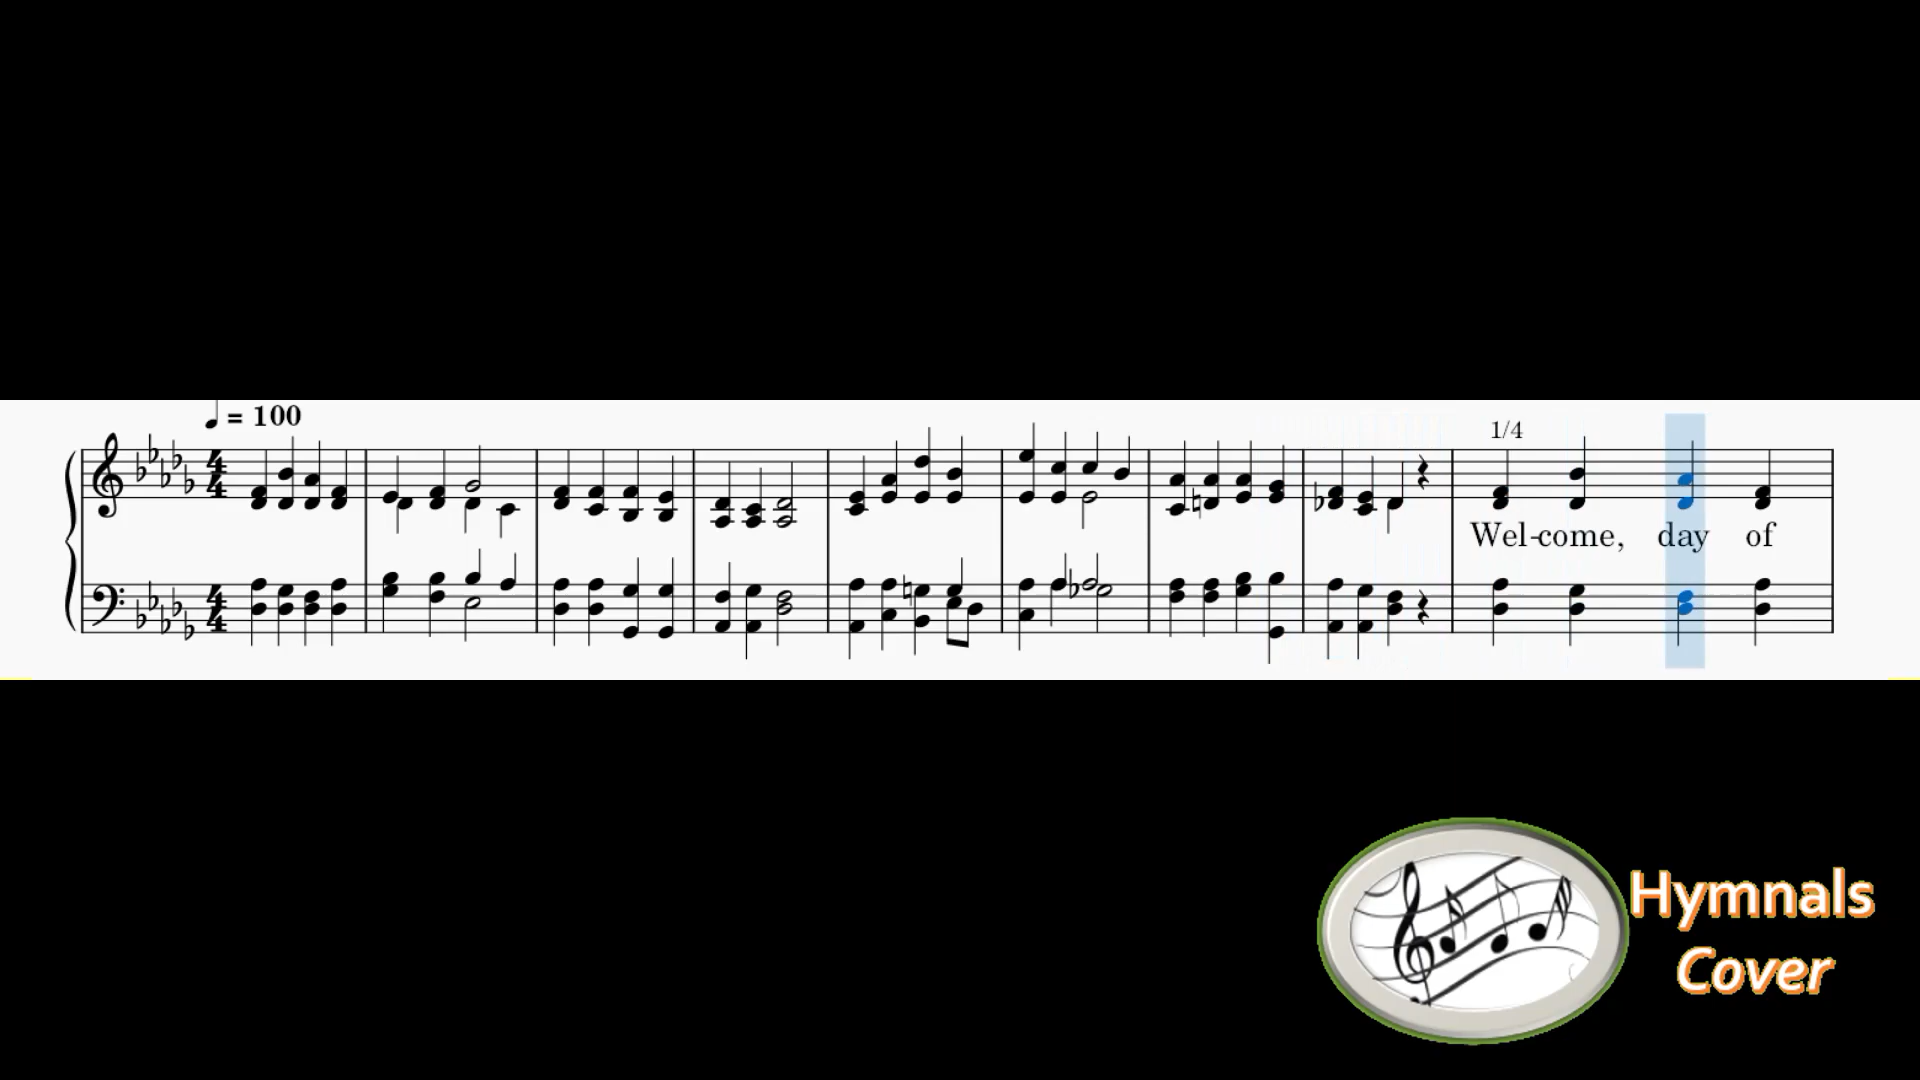 = 100
1/4
Wel-come, day of
Hymnals
Cover